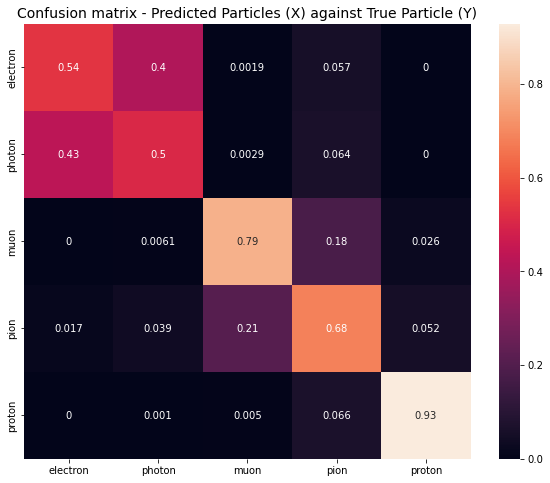 Confusion matrix - Predicted Particles (X) against True Particle (Y)
electron 0.54 0.4 0.0019 0.057 0
photon 0.43 0.5 0.0029 0.064 0
muon 0 0.0061 0.79 0.18 0.026
pion 0.017 0.039 0.21 0.68 0.052
proton 0 0.001 0.005 0.066 0.93
electron photon muon pion proton
0.8
0.6
0.4
0.2
0.0